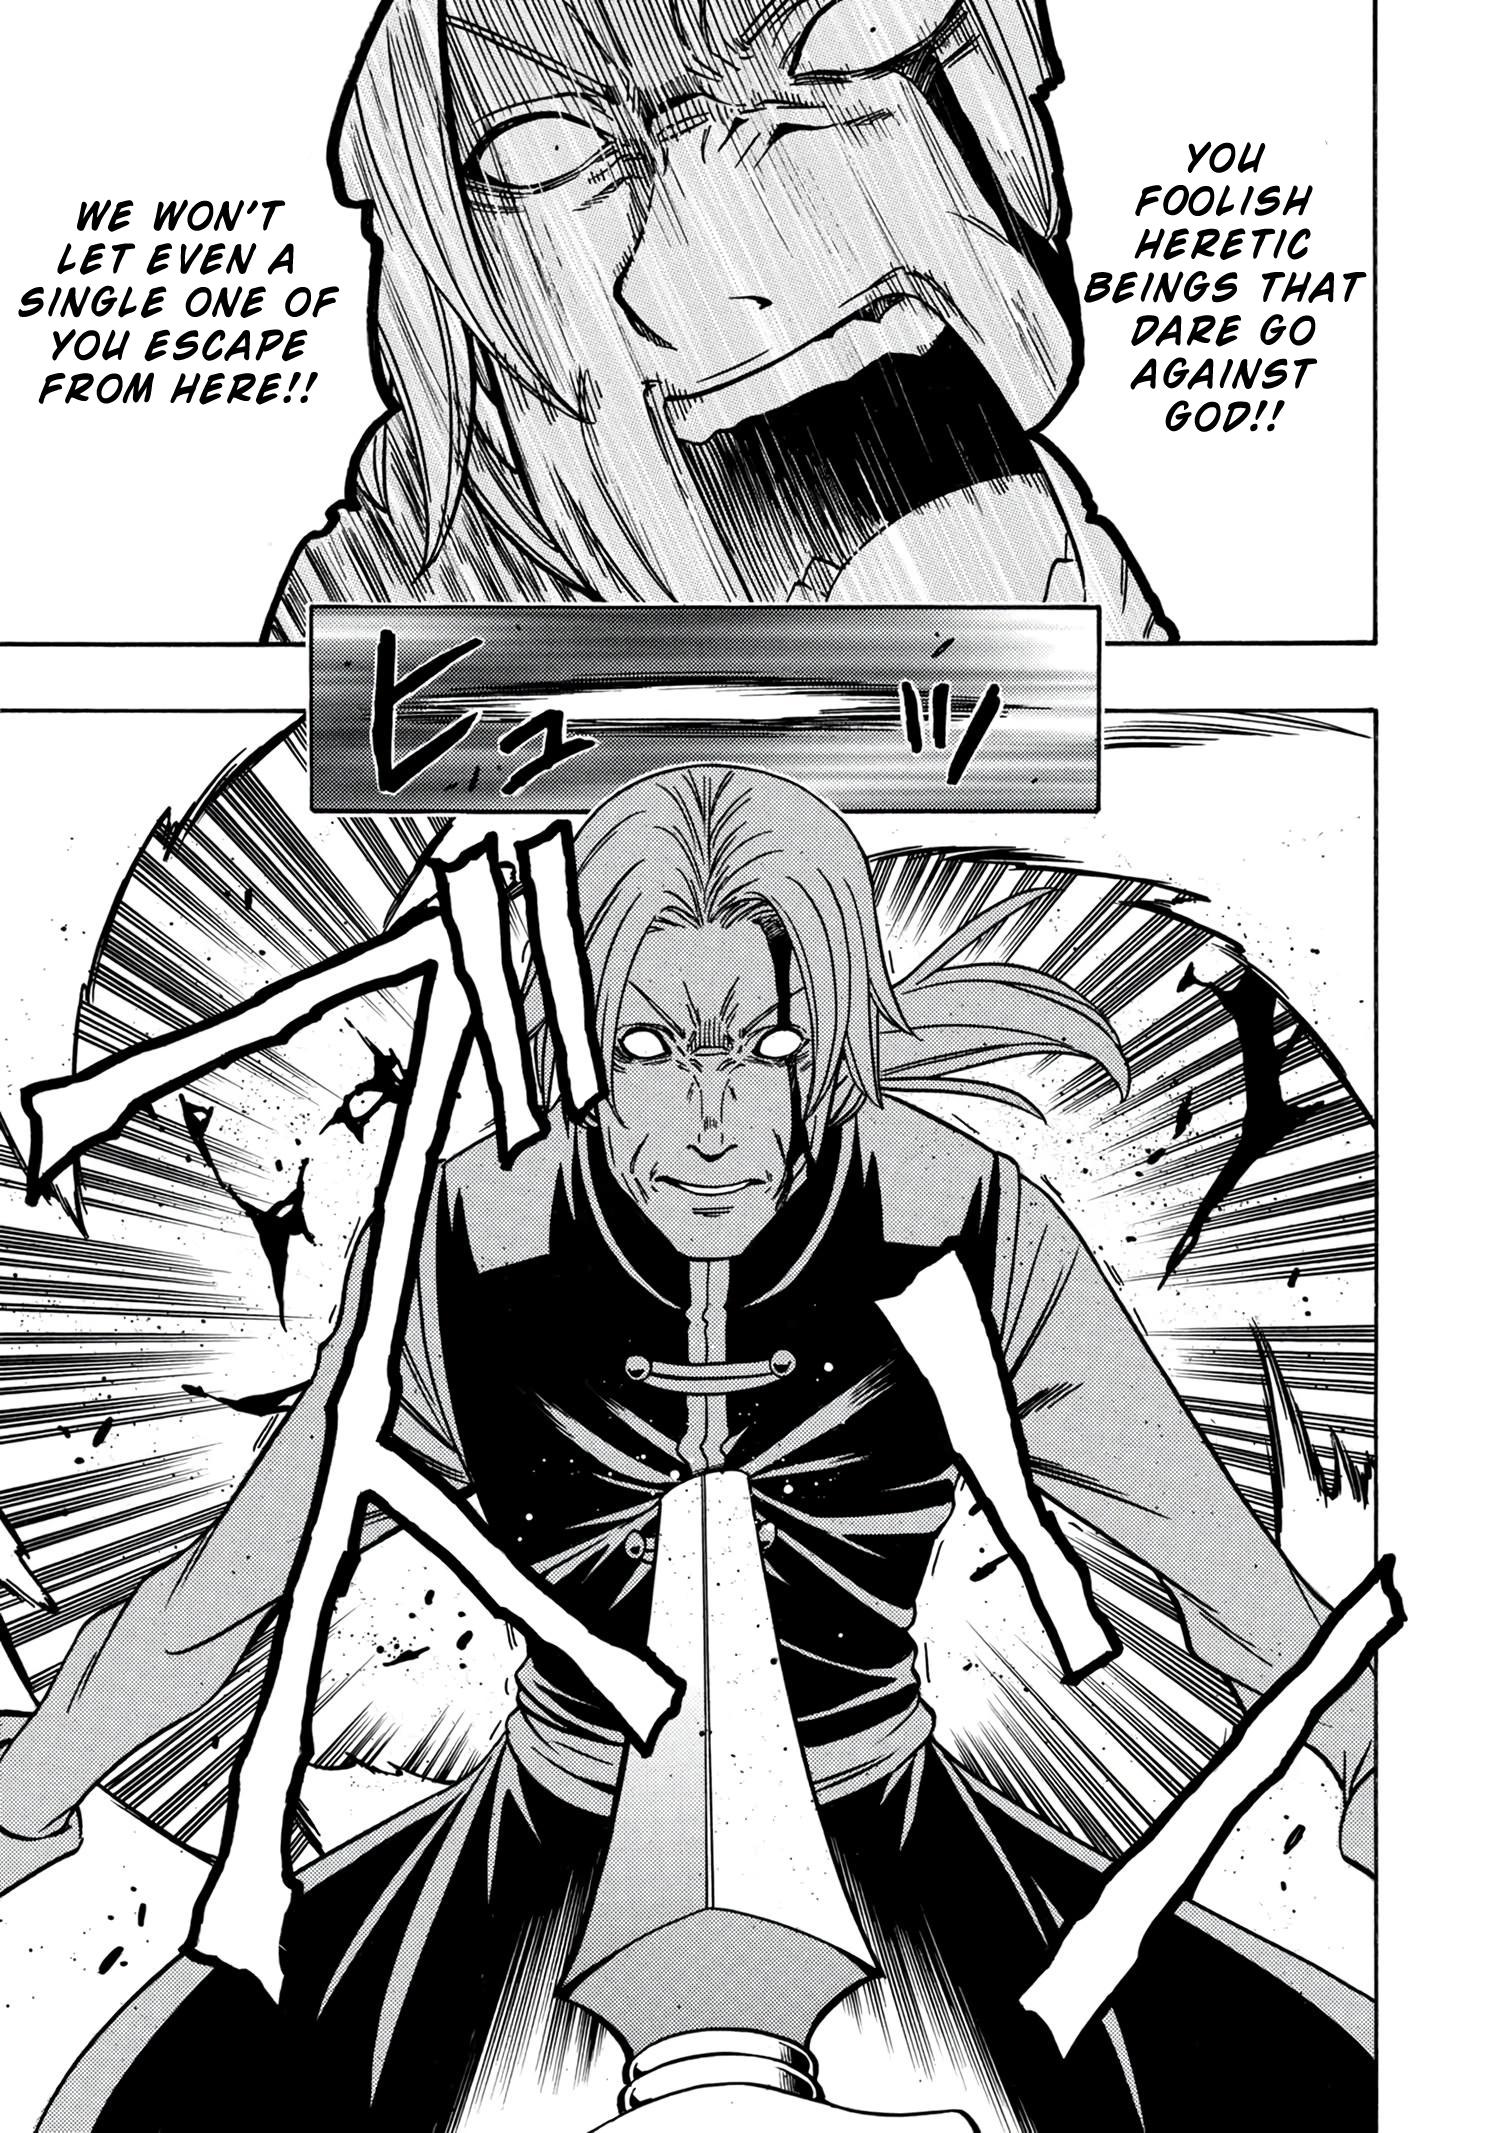 YOU
FOOLISH
HERETIC
BEINGS THAT
DARE GO
AGAINST
GOD!!
WE WON'T
LET EVEN A
SINGLE ONE OF
YOU ESCAPE
FROM HERE!!
ヒュッ